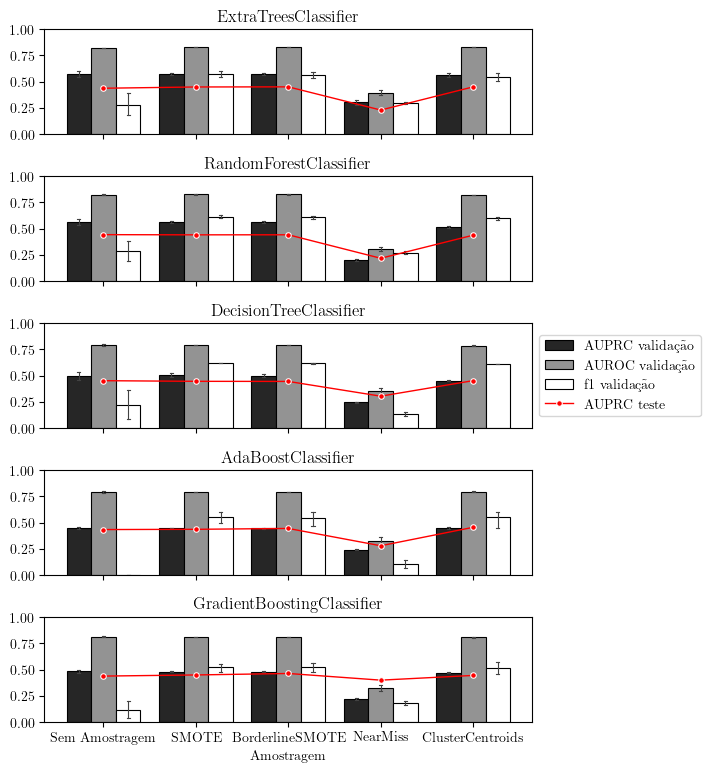 ExtraTreesClassifier
1.00
0.75
0.50
0.25
0.00
RandomForestClassifier
1.00
0.75
0.50
0.25
0.00
DecisionTreeClassifier
1.00
0.75
0.50
0.25
0.00
AUPRC validação
AUROC validação
f1 validação
AUPRC teste
AdaBoostClassifier
1.00
0.75
0.50
0.25
0.00
GradientBoostingClassifier
1.00
0.75
0.50
0.25
0.00
Sem Amostragem SMOTE BorderlineSMOTE NearMiss ClusterCentroids
Amostragem